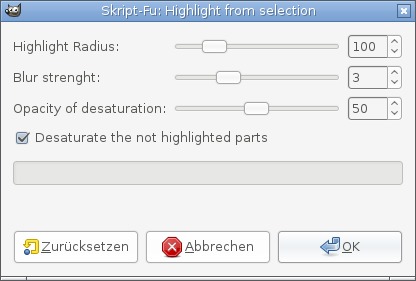 Skript-Fu: Highlight from selection
Highlight Radius: 100
Blur strenght: 3
Opacity of desaturation: 50
Desaturate the not highlighted parts
Zurücksetzen Abbrechen OK